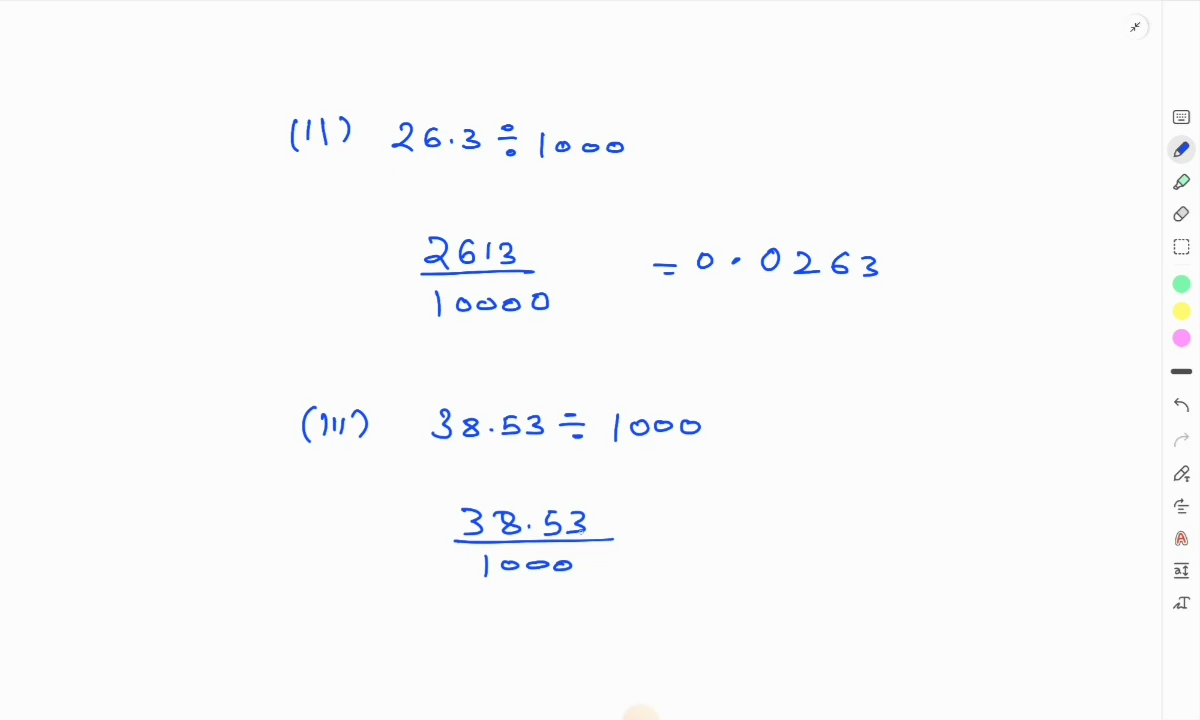 (II) 26.3 ÷ 1000
2613
10000
= 0.0263
(III) 38.53 ÷ 1000
38.53
1000